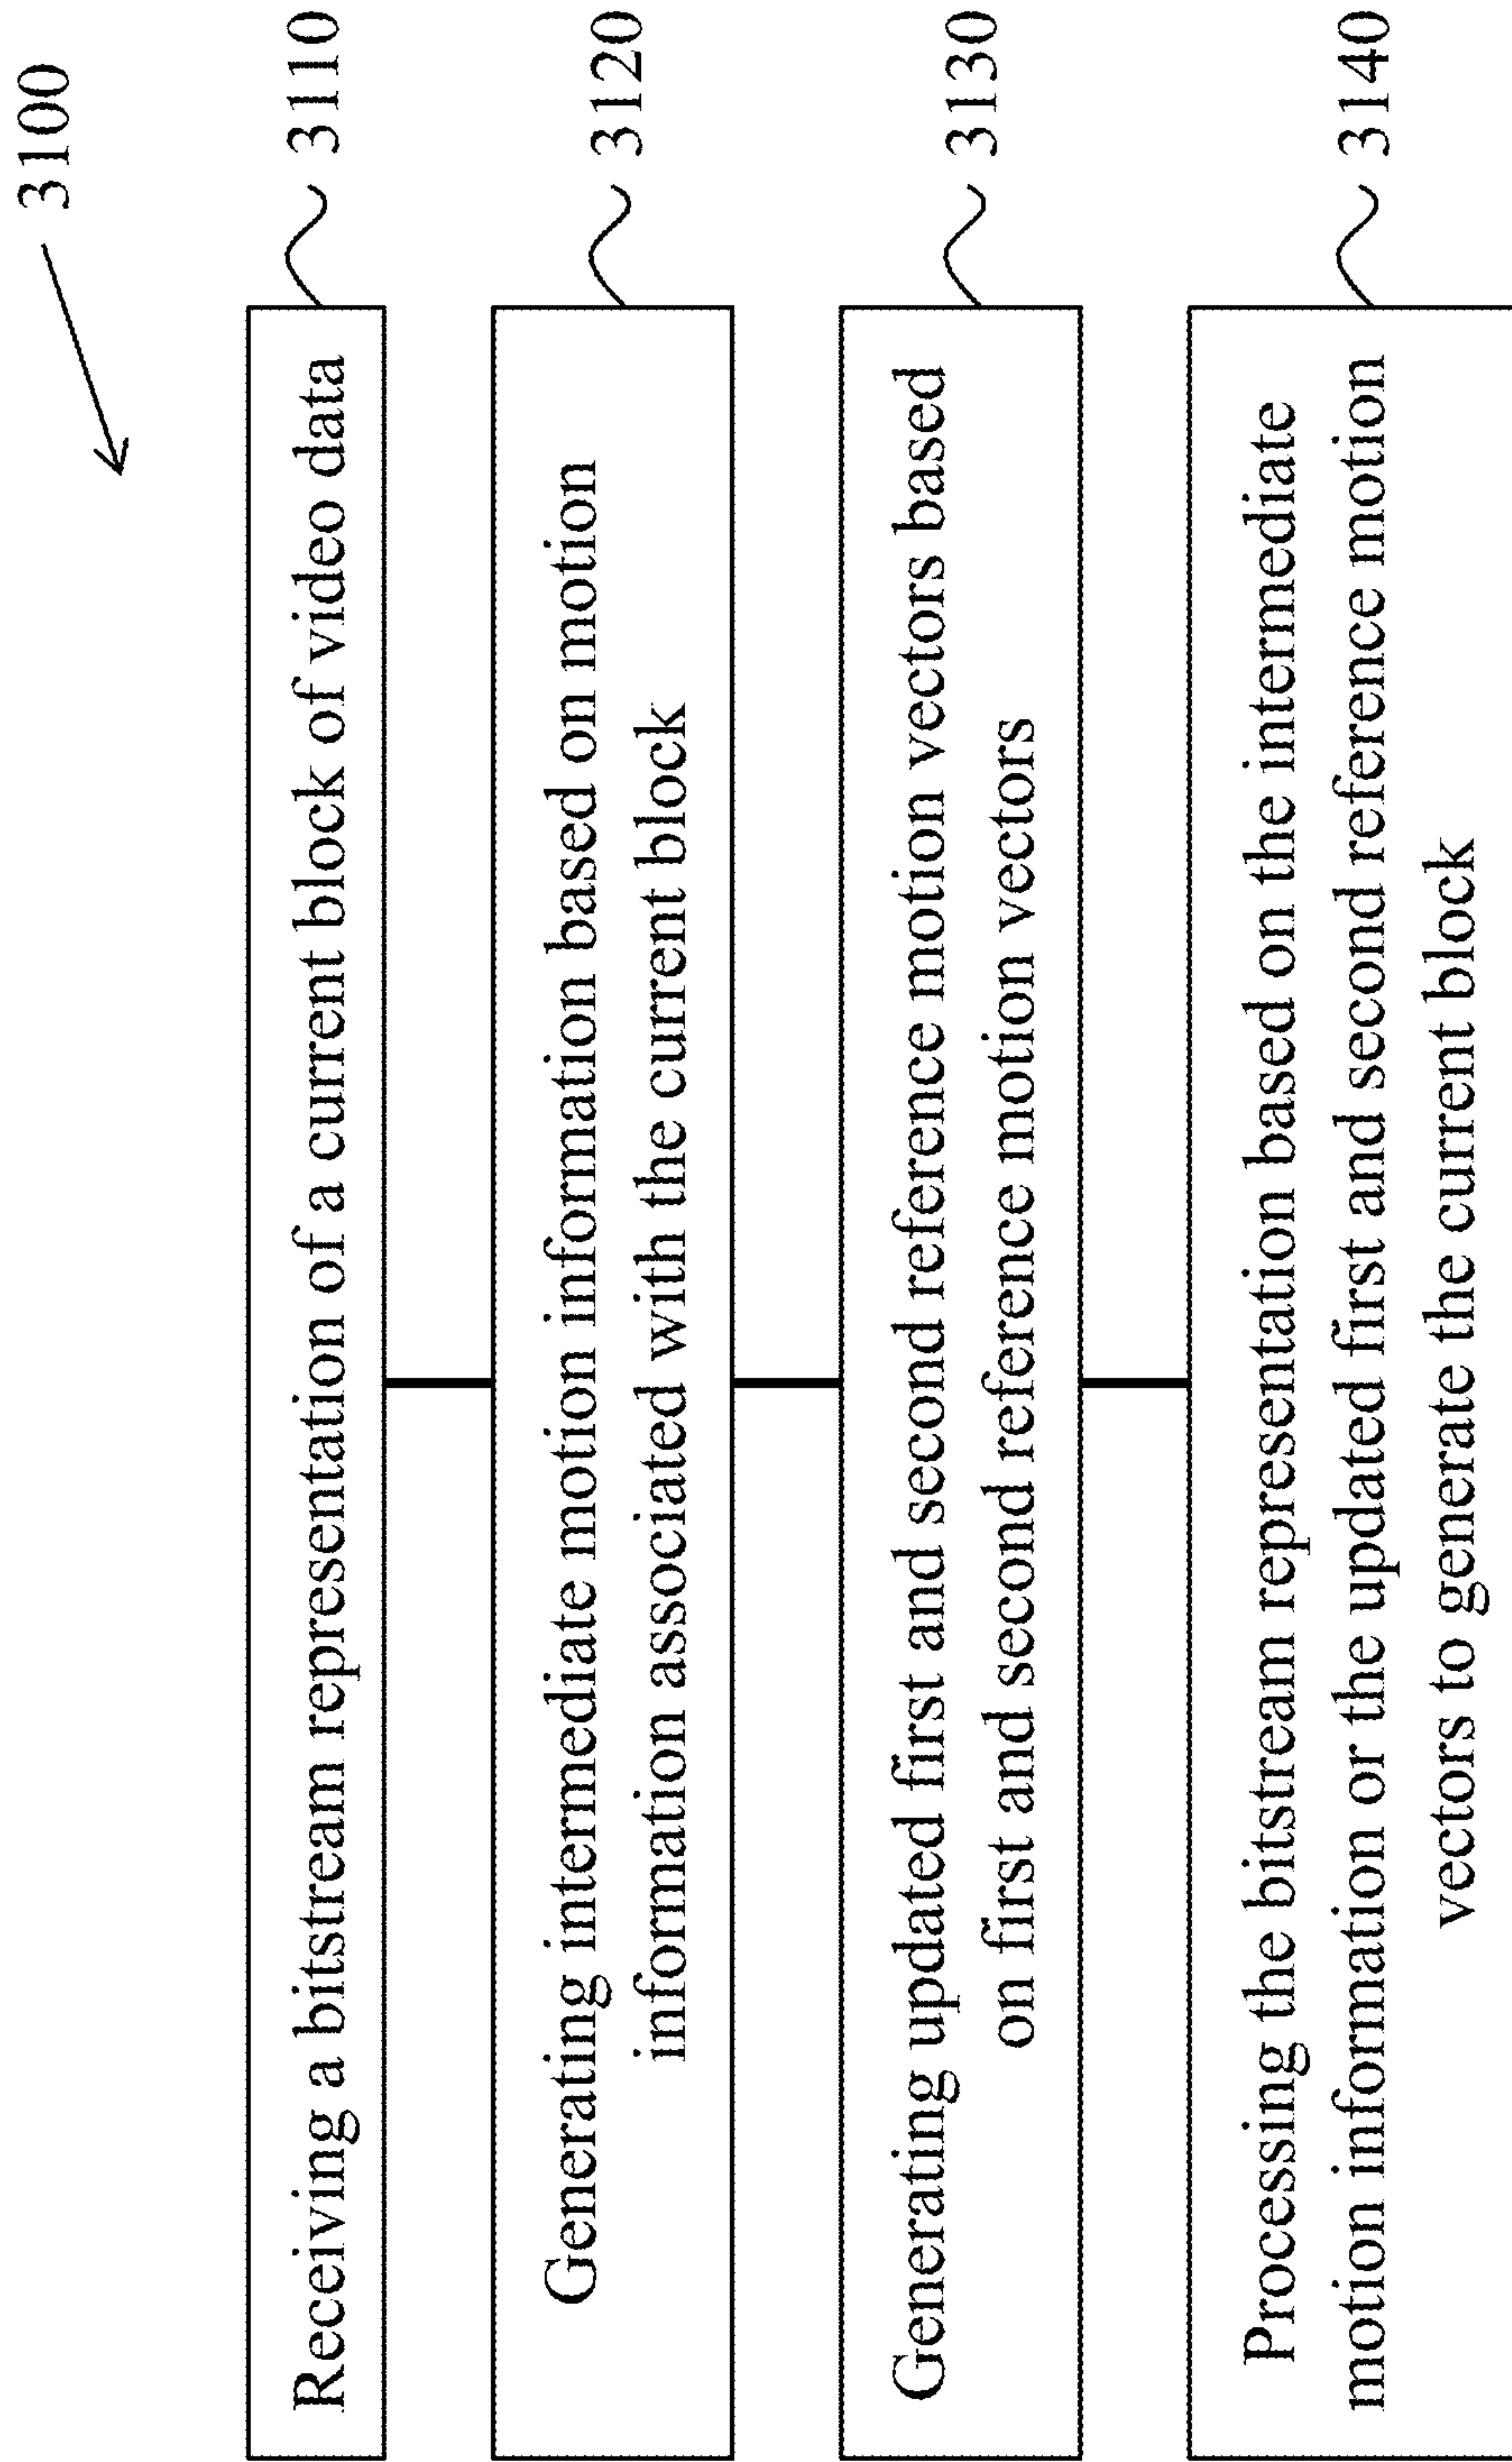 3100
Receiving a bitstream representation of a current block of video data
3110
Generating intermediate motion information based on motion
information associated with the current block
3120
Generating updated first and second reference motion vectors based
on first and second reference motion vectors
3130
Processing the bitstream representation based on the intermediate
motion information or the updated first and second reference motion
vectors to generate the current block
3140